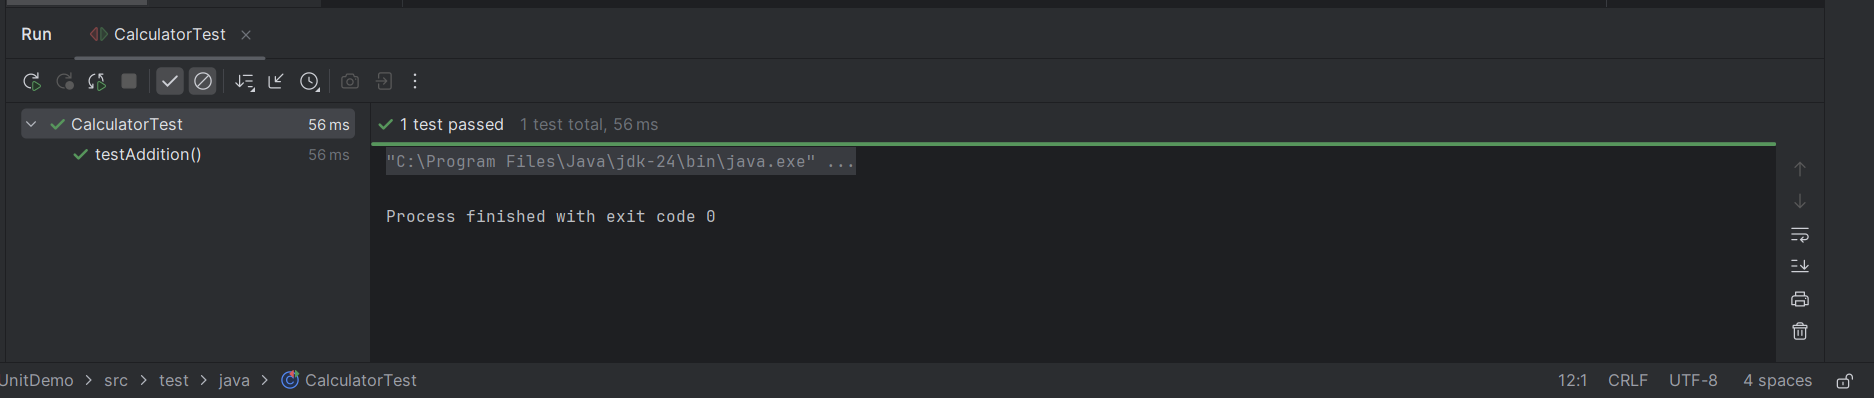 Run CalculatorTest
CalculatorTest 56 ms
testAddition() 56 ms
1 test passed 1 test total, 56 ms
"C:\Program Files\Java\jdk-24\bin\java.exe" ...
Process finished with exit code 0
UnitDemo > src > test > java > CalculatorTest 12:1 CRLF UTF-8 4 spaces